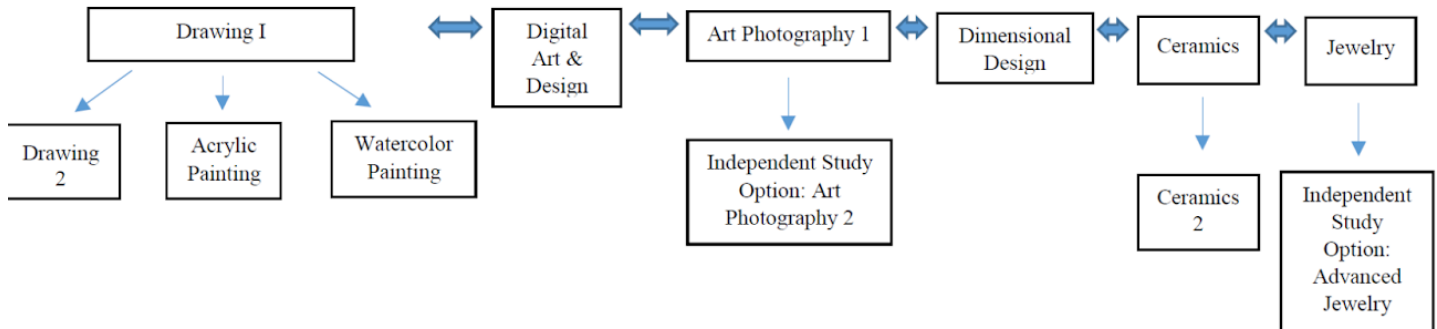 Drawing I
Digital
Art &
Design
Art Photography 1
Dimensional
Design
Ceramics
Jewelry
Drawing
2
Acrylic
Painting
Watercolor
Painting
Independent Study
Option: Art
Photography 2
Ceramics
2
Independent
Study
Option:
Advanced
Jewelry